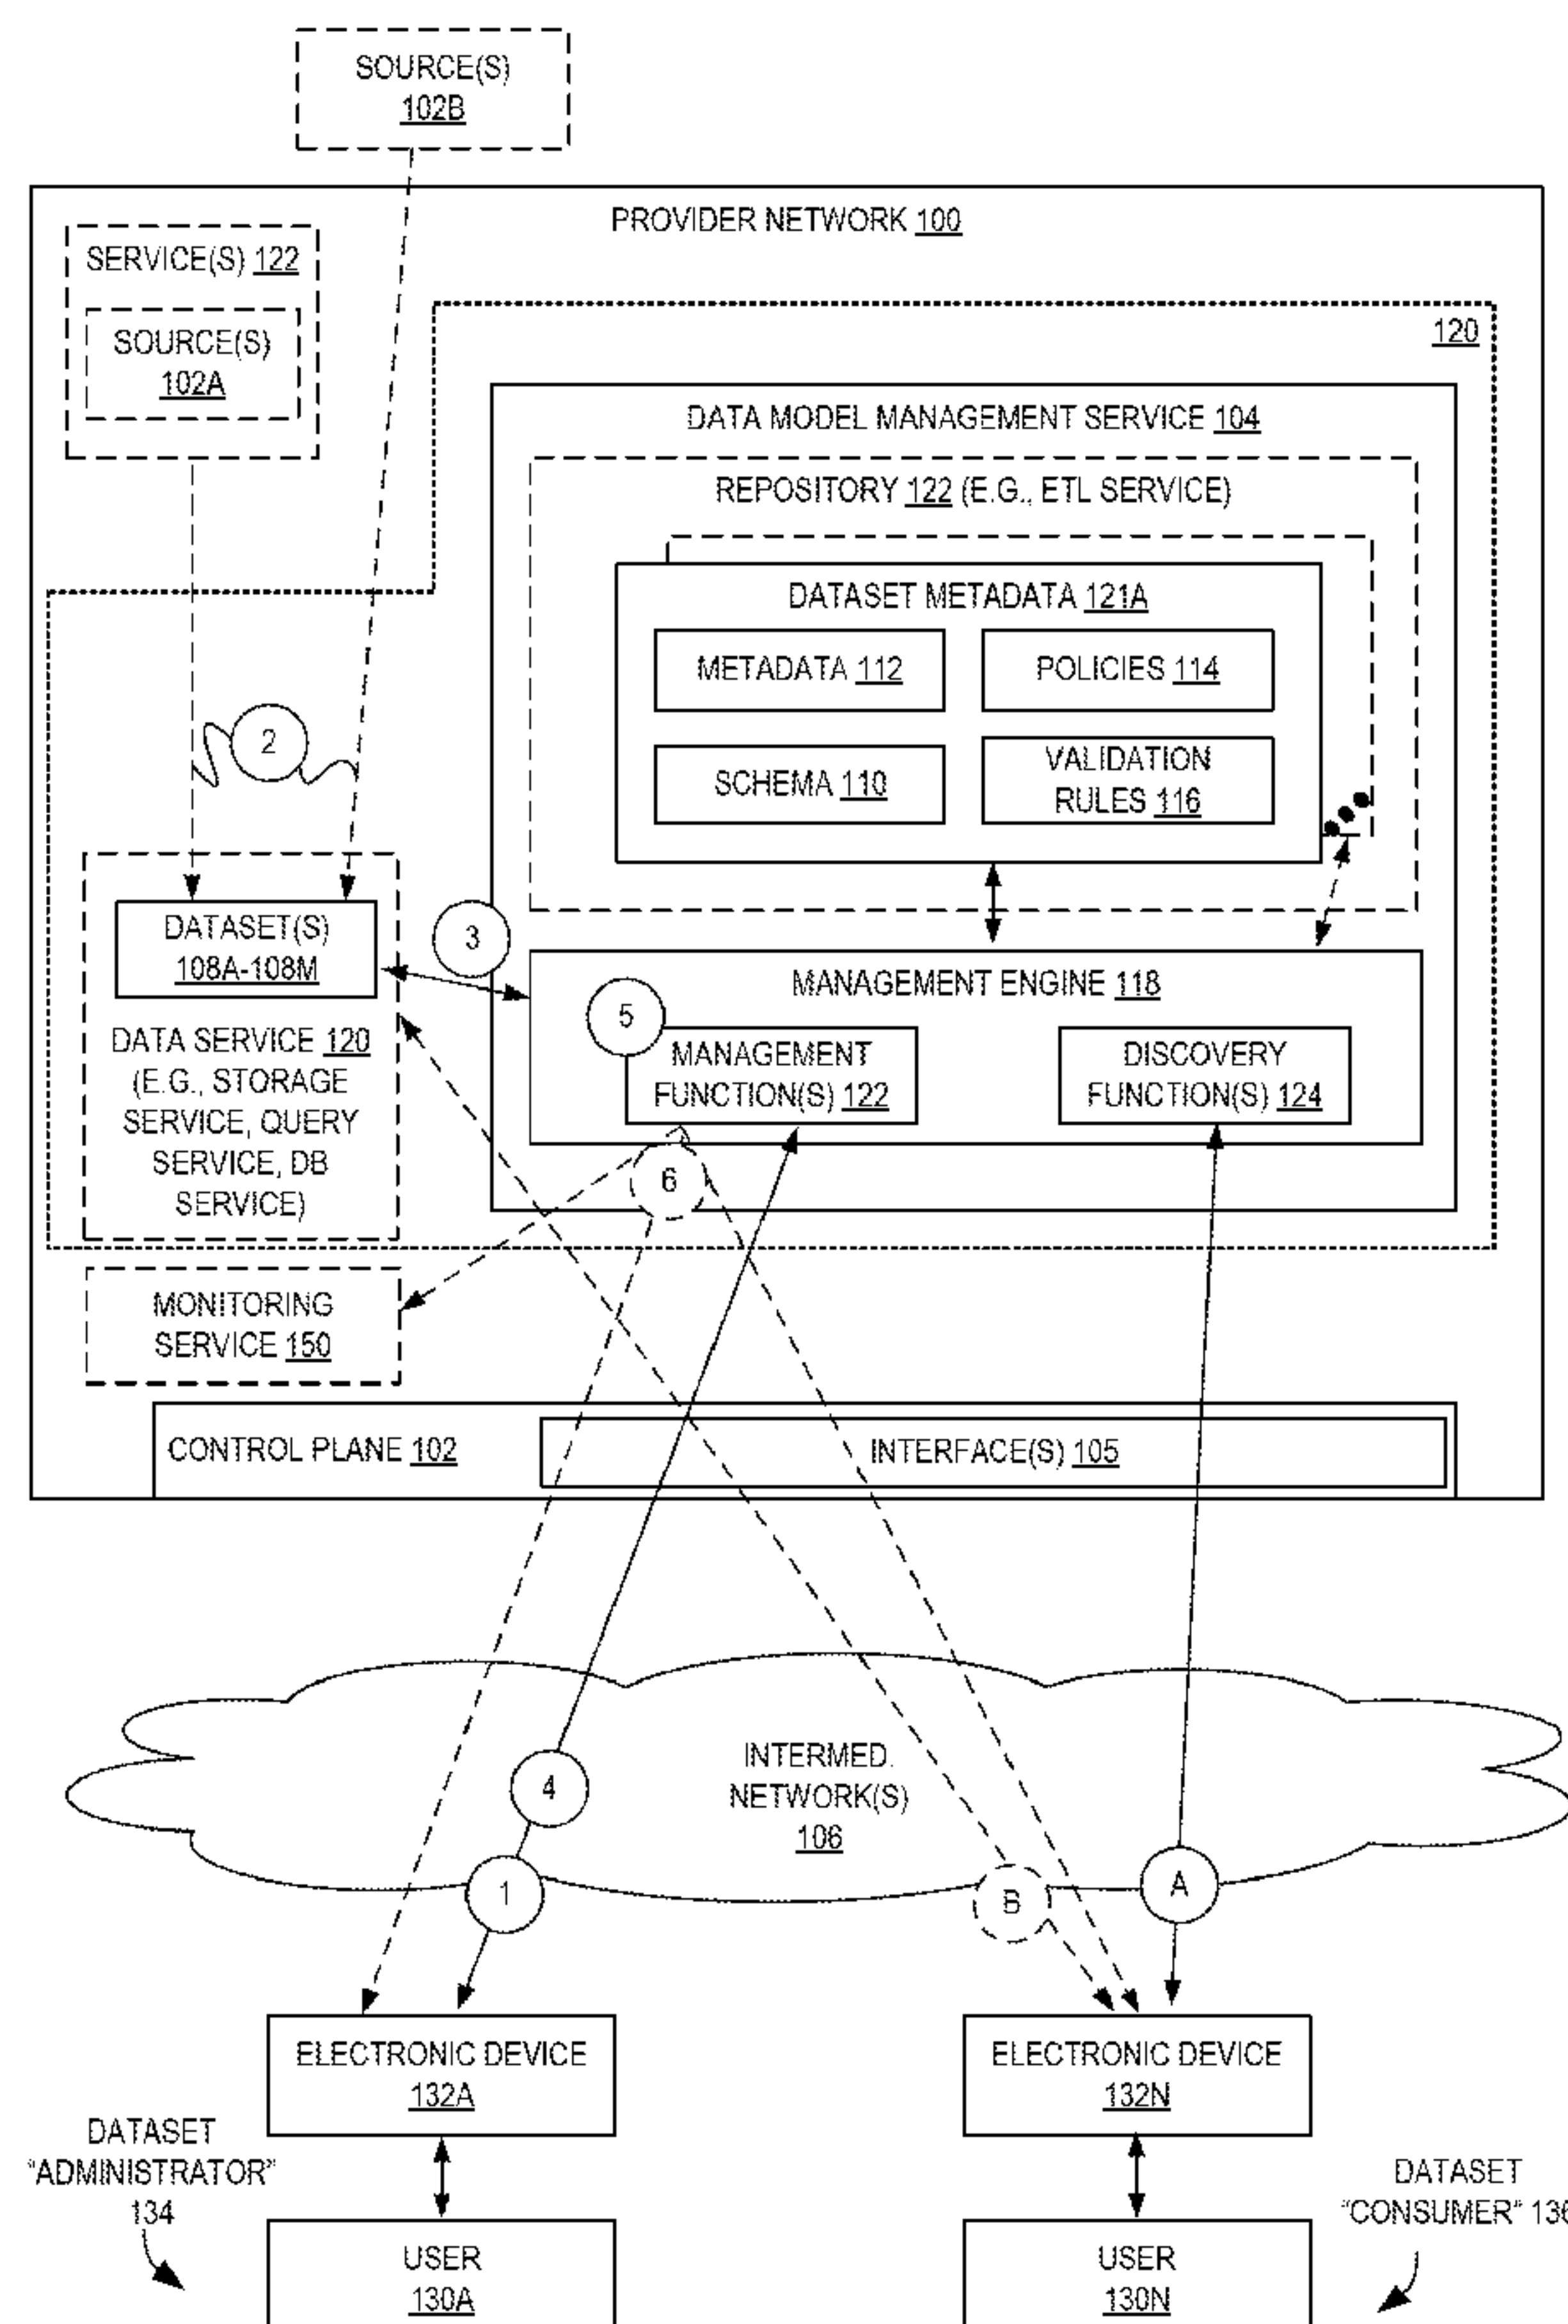 SOURCE(S)
102B
PROVIDER NETWORK 100
SERVICE(S) 122
SOURCE(S)
102A
120
DATA MODEL MANAGEMENT SERVICE 104
REPOSITORY 122 (E.G., ETL SERVICE)
DATASET METADATA 121A
METADATA 112
POLICIES 114
SCHEMA 110
VALIDATION
RULES 116
2
DATASET(S)
108A-108M
3
DATA SERVICE 120
(E.G., STORAGE
SERVICE, QUERY
SERVICE, DB
SERVICE)
MANAGEMENT ENGINE 118
5
MANAGEMENT
FUNCTION(S) 122
DISCOVERY
FUNCTION(S) 124
6
MONITORING
SERVICE 150
CONTROL PLANE 102
INTERFACE(S) 105
INTERMED.
NETWORK(S)
106
4
1
B
A
ELECTRONIC DEVICE
132A
ELECTRONIC DEVICE
132N
DATASET
"ADMINISTRATOR"
134
DATASET
"CONSUMER" 136
USER
130A
USER
130N